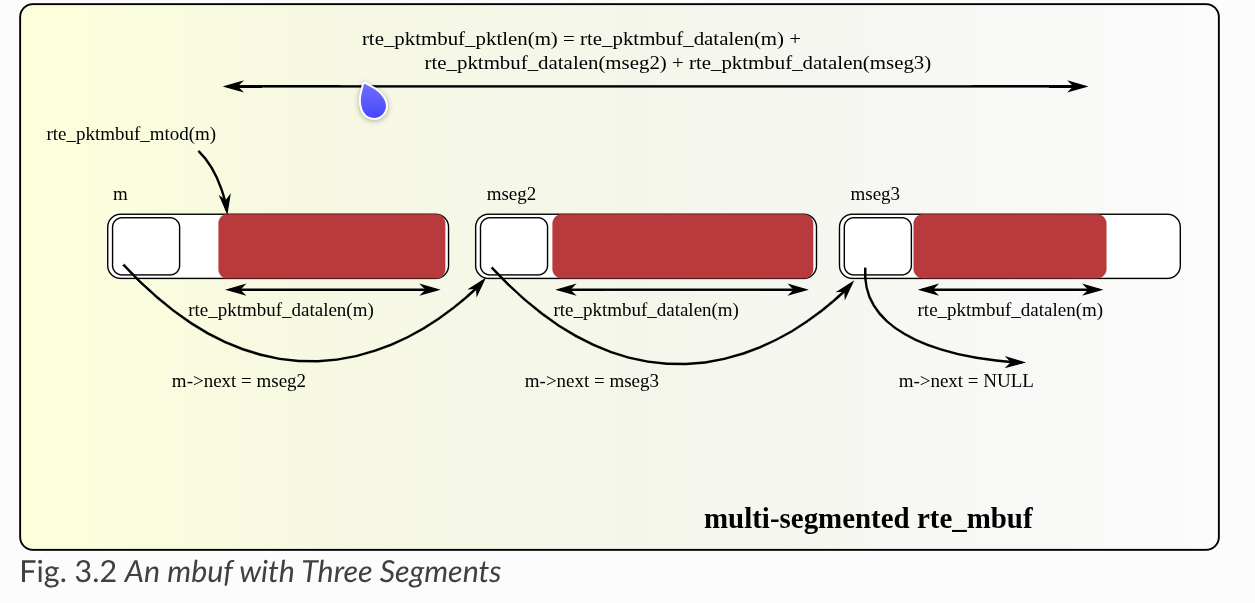 rte_pktmbuf_pktlen(m) = rte_pktmbuf_datalen(m) +
rte_pktmbuf_datalen(mseg2) + rte_pktmbuf_datalen(mseg3)
rte_pktmbuf_mtod(m)
m
mseg2
mseg3
rte_pktmbuf_datalen(m)
rte_pktmbuf_datalen(m)
rte_pktmbuf_datalen(m)
m->next = mseg2
m->next = mseg3
m->next = NULL
multi-segmented rte_mbuf
Fig. 3.2 An mbuf with Three Segments